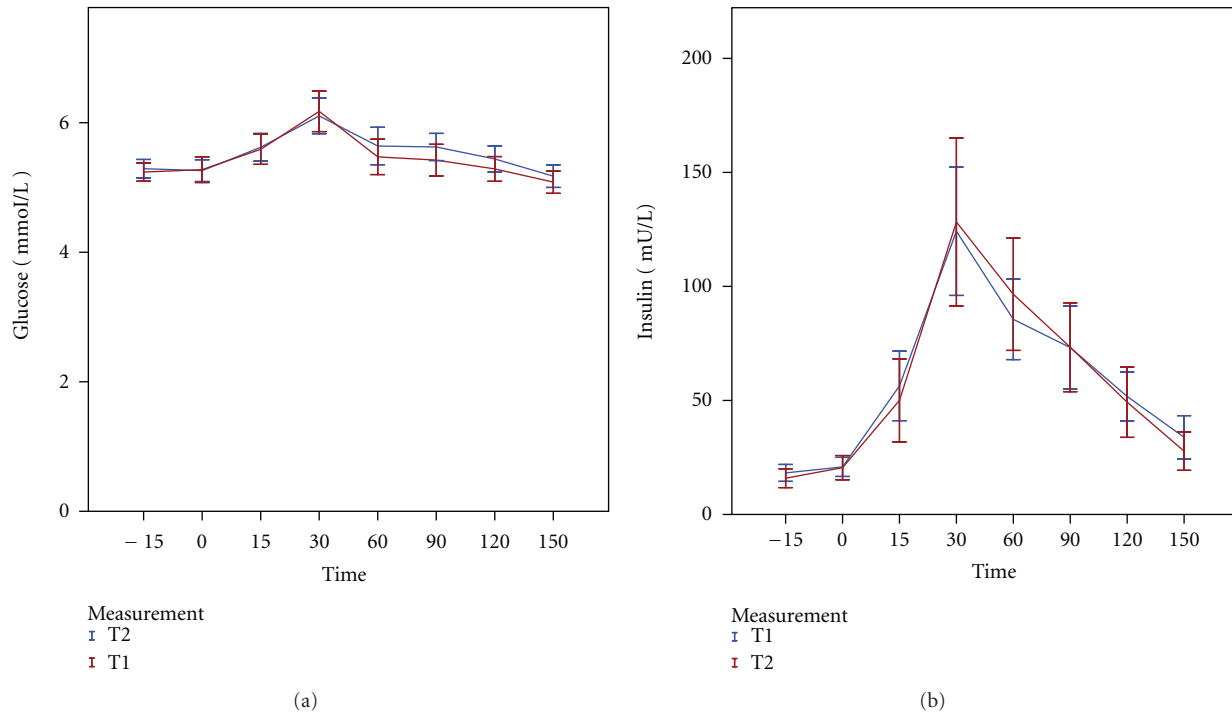 6
4
2
0
Glucose ( mmol/L)
− 15 0 15 30 60 90 120 150
Time
Measurement
T2
T1
(a)
200
150
100
50
0
Insulin ( mU/L)
−15 0 15 30 60 90 120 150
Time
Measurement
T1
T2
(b)